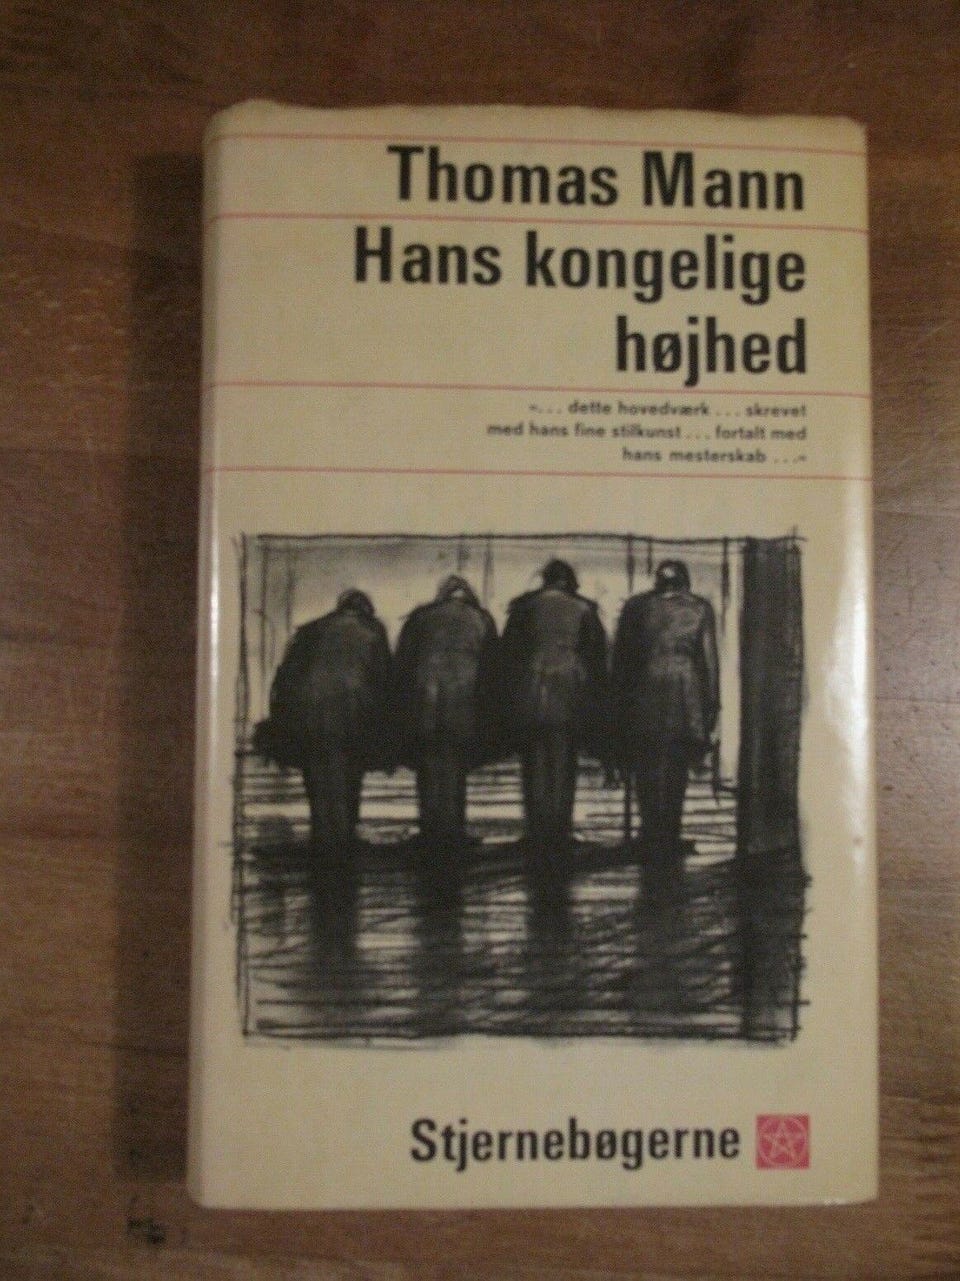 Thomas Mann
Hans kongelige
højhed
»... dette hovedværk ... skrevet
med hans fine stilkunst ... fortalt med
hans mesterskab ...«
Stjernebøgerne